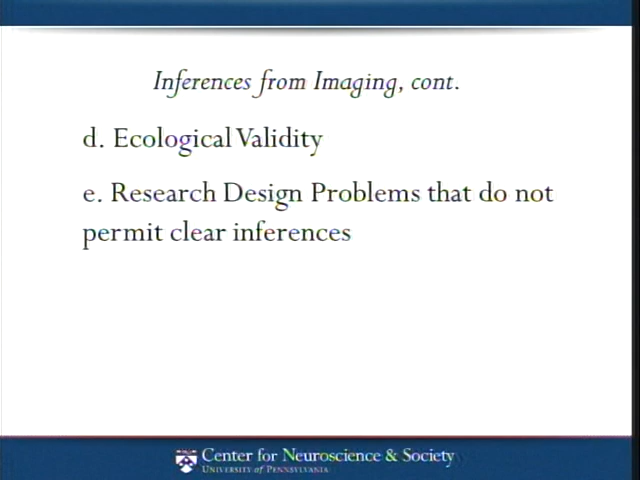 Inferences from Imaging, cont.
d. Ecological Validity
e. Research Design Problems that do not
permit clear inferences
Center for Neuroscience & Society
University of Pennsylvania